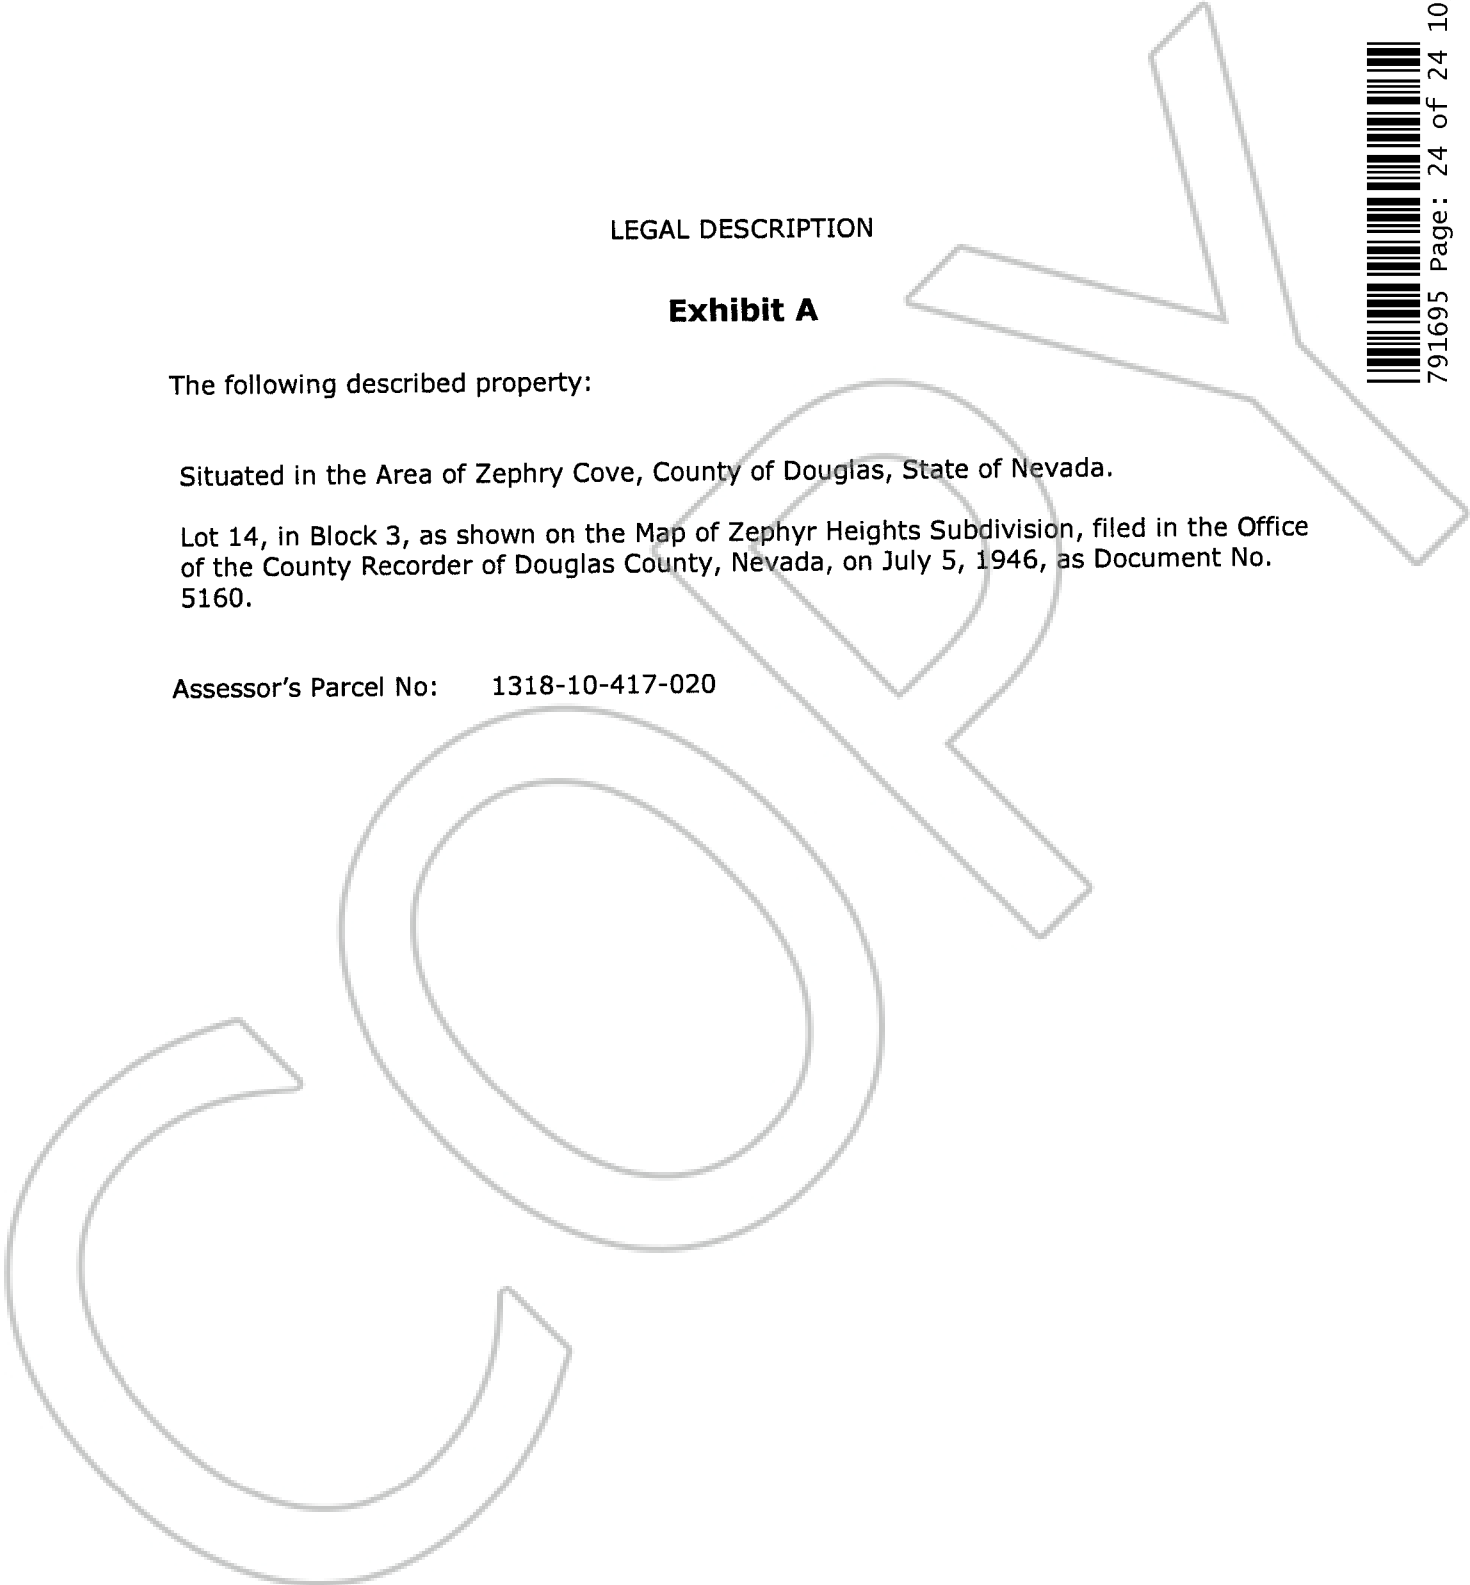 791695 Page: 24 of 24 10
LEGAL DESCRIPTION
Exhibit A
The following described property:
Situated in the Area of Zephry Cove, County of Douglas, State of Nevada.
Lot 14, in Block 3, as shown on the Map of Zephyr Heights Subdivision, filed in the Office
of the County Recorder of Douglas County, Nevada, on July 5, 1946, as Document No.
5160.
Assessor's Parcel No: 1318-10-417-020
COPY